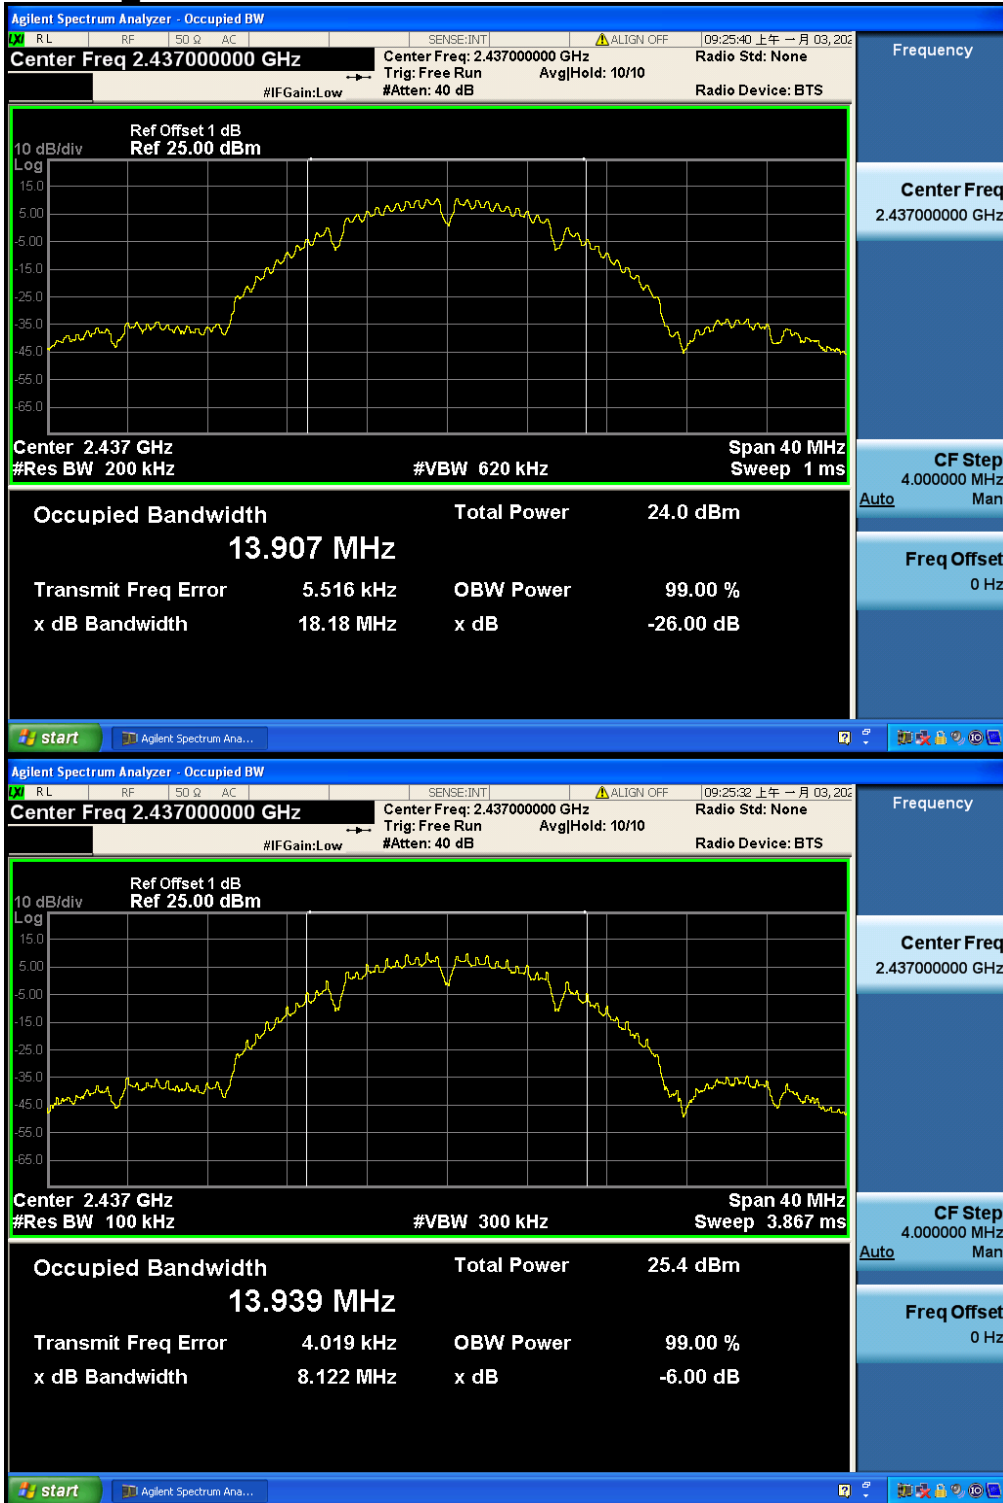 Agilent Spectrum Analyzer - Occupied BW
LXI RL RF 50 Ω AC SENSE:INT ALIGN OFF 09:25:40 上午 一月 03, 202
Center Freq 2.437000000 GHz
Center Freq: 2.437000000 GHz
Radio Std: None
Trig: Free Run Avg|Hold: 10/10
#IFGain:Low
#Atten: 40 dB
Radio Device: BTS
Frequency
Ref Offset 1 dB
10 dB/div Ref 25.00 dBm
Log
15.0
5.00
-5.00
-15.0
-25.0
-35.0
-45.0
-55.0
-65.0
Center 2.437 GHz Span 40 MHz
#Res BW 200 kHz #VBW 620 kHz Sweep 1 ms
Occupied Bandwidth Total Power 24.0 dBm
13.907 MHz
Transmit Freq Error 5.516 kHz OBW Power 99.00 %
x dB Bandwidth 18.18 MHz x dB -26.00 dB
Center Freq
2.437000000 GHz
CF Step
4.000000 MHz
Auto Man
Freq Offset
0 Hz
start Agilent Spectrum Ana...
Agilent Spectrum Analyzer - Occupied BW
LXI RL RF 50 Ω AC SENSE:INT ALIGN OFF 09:25:32 上午 一月 03, 202
Center Freq 2.437000000 GHz
Center Freq: 2.437000000 GHz
Radio Std: None
Trig: Free Run Avg|Hold: 10/10
#IFGain:Low
#Atten: 40 dB
Radio Device: BTS
Frequency
Ref Offset 1 dB
10 dB/div Ref 25.00 dBm
Log
15.0
5.00
-5.00
-15.0
-25.0
-35.0
-45.0
-55.0
-65.0
Center 2.437 GHz Span 40 MHz
#Res BW 100 kHz #VBW 300 kHz Sweep 3.867 ms
Occupied Bandwidth Total Power 25.4 dBm
13.939 MHz
Transmit Freq Error 4.019 kHz OBW Power 99.00 %
x dB Bandwidth 8.122 MHz x dB -6.00 dB
Center Freq
2.437000000 GHz
CF Step
4.000000 MHz
Auto Man
Freq Offset
0 Hz
start Agilent Spectrum Ana...